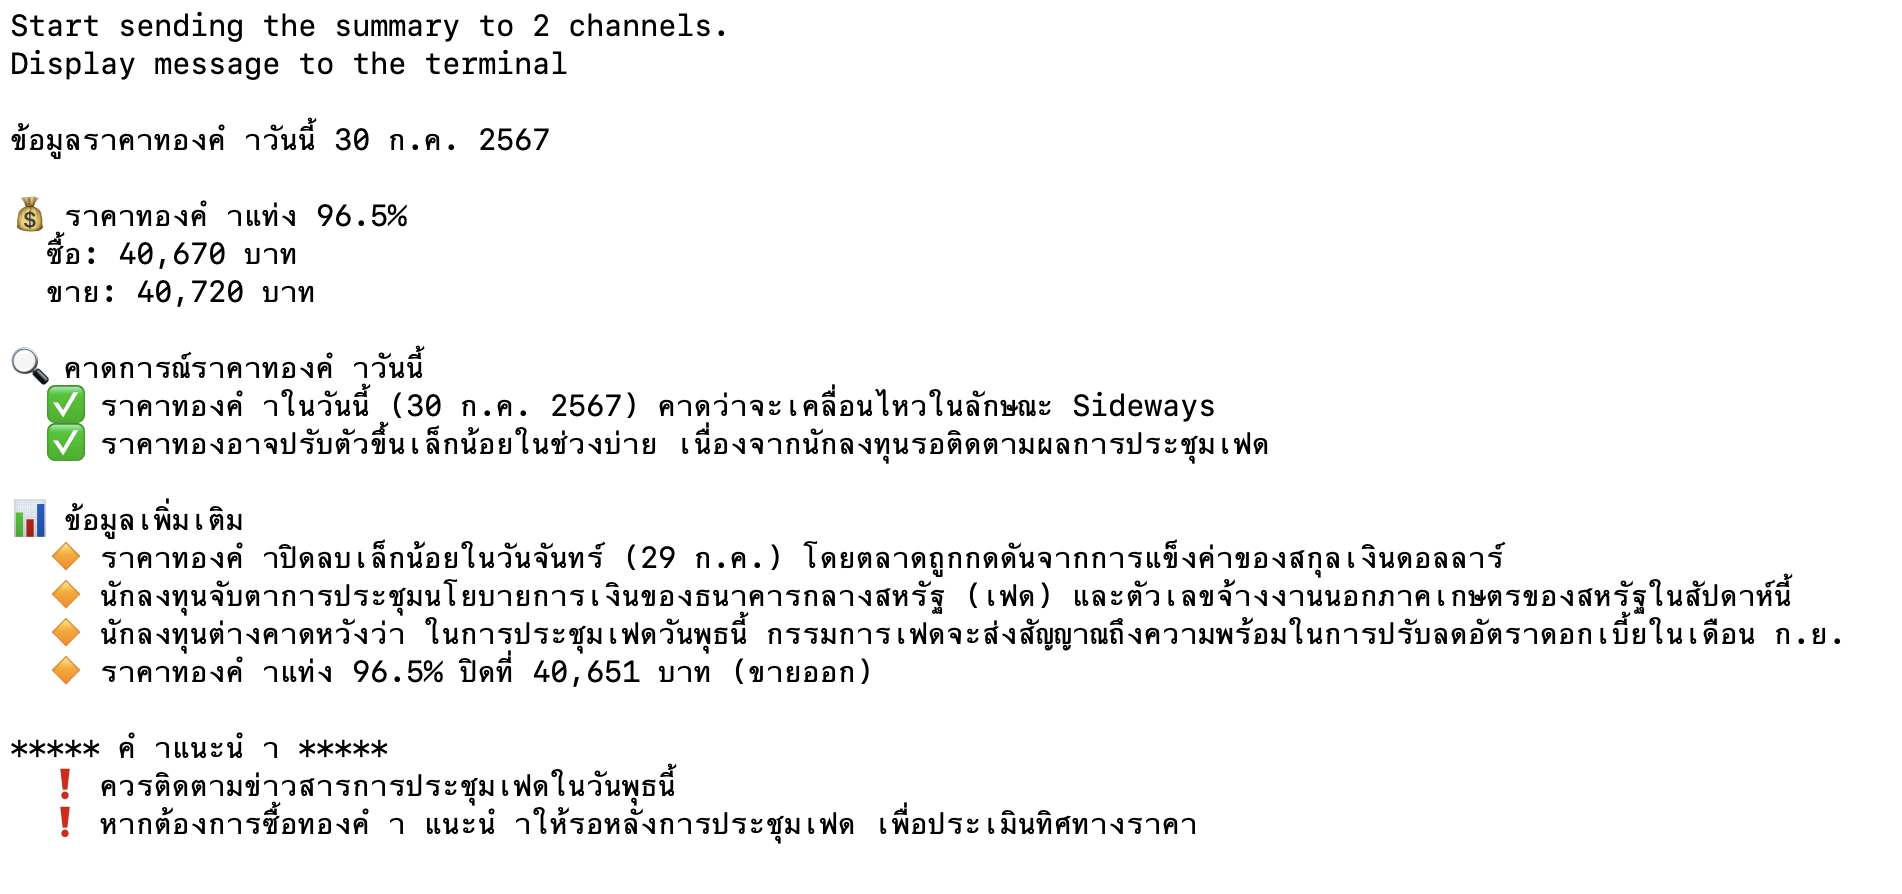 Start sending the summary to 2 channels.
Display message to the terminal
ข้อมูลราคาทองคําวันนี้ 30 ก.ค. 2567
💰 ราคาทองคําแท่ง 96.5%
ซื้อ: 40,670 บาท
ขาย: 40,720 บาท
🔍 คาดการณ์ราคาทองคําวันนี้
✅ ราคาทองคําในวันนี้ (30 ก.ค. 2567) คาดว่าจะเคลื่อนไหวในลักษณะ Sideways
✅ ราคาทองอาจปรับตัวขึ้นเล็กน้อยในช่วงบ่าย เนื่องจากนักลงทุนรอติดตามผลการประชุมเฟด
📊 ข้อมูลเพิ่มเติม
🔸 ราคาทองคําปิดลบเล็กน้อยในวันจันทร์ (29 ก.ค.) โดยตลาดถูกกดดันจากการแข็งค่าของสกุลเงินดอลลาร์
🔸 นักลงทุนจับตาการประชุมนโยบายการเงินของธนาคารกลางสหรัฐ (เฟด) และตัวเลขจ้างงานนอกภาคเกษตรของสหรัฐในสัปดาห์นี้
🔸 นักลงทุนต่างคาดหวังว่า ในการประชุมเฟดวันพุธนี้ กรรมการเฟดจะส่งสัญญาณถึงความพร้อมในการปรับลดอัตราดอกเบี้ยในเดือน ก.ย.
🔸 ราคาทองคําแท่ง 96.5% ปิดที่ 40,651 บาท (ขายออก)
***** คําแนะนํา *****
❗ ควรติดตามข่าวสารการประชุมเฟดในวันพุธนี้
❗ หากต้องการซื้อทองคํา แนะนําให้รอหลังการประชุมเฟด เพื่อประเมินทิศทางราคา